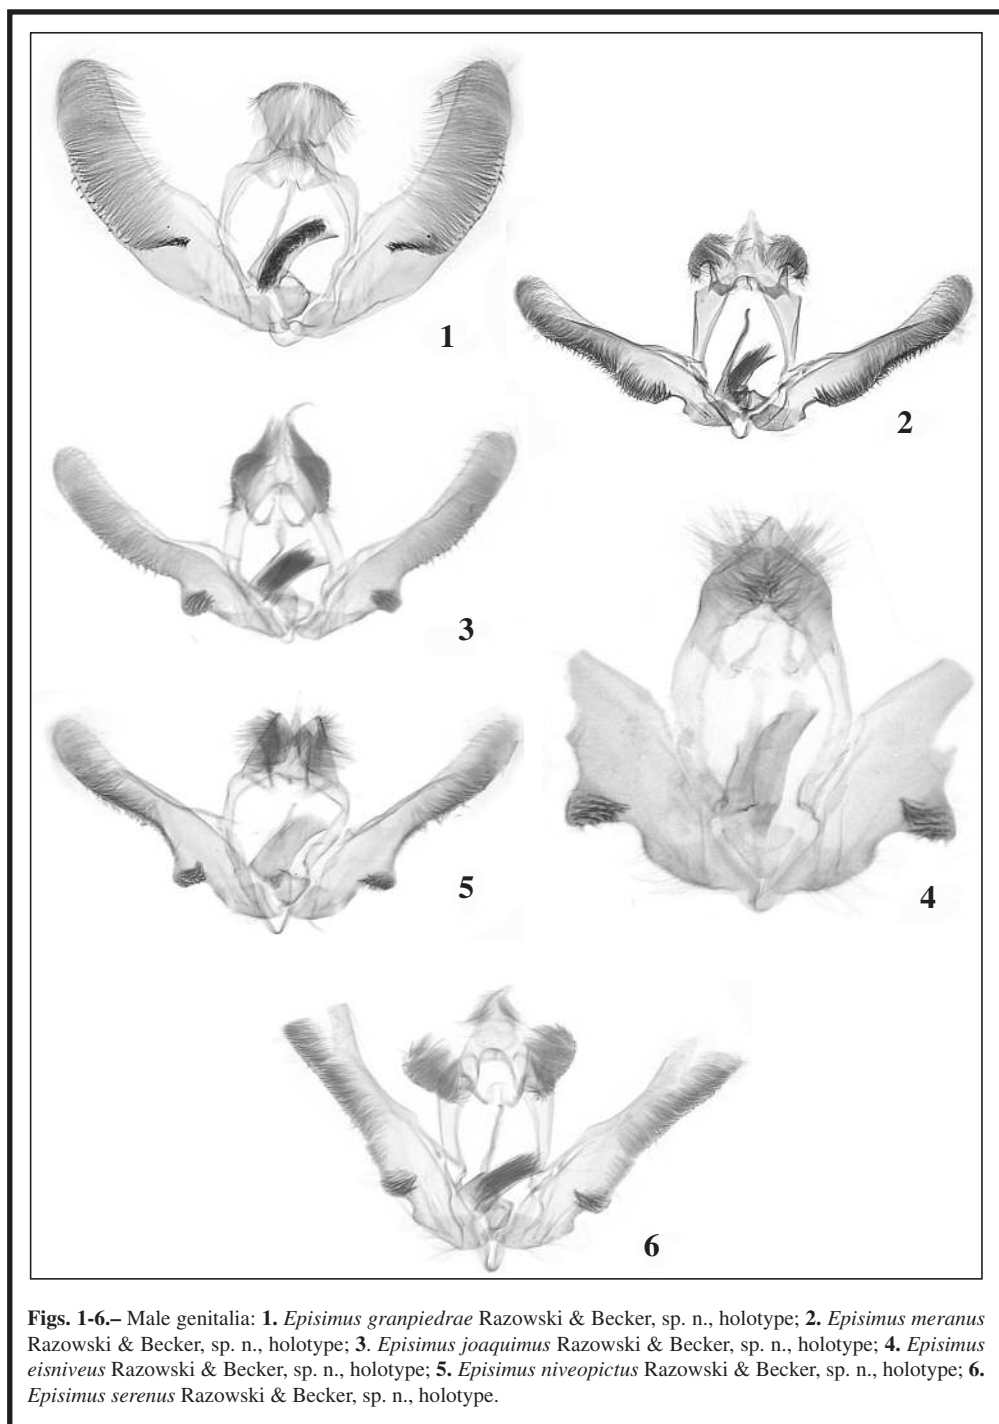 1
2
3
4
5
6
Figs. 1-6.– Male genitalia: 1. Episimus granpiedrae Razowski & Becker, sp. n., holotype; 2. Episimus meranus
Razowski & Becker, sp. n., holotype; 3. Episimus joaquimus Razowski & Becker, sp. n., holotype; 4. Episimus
eisniveus Razowski & Becker, sp. n., holotype; 5. Episimus niveopictus Razowski & Becker, sp. n., holotype; 6.
Episimus serenus Razowski & Becker, sp. n., holotype.